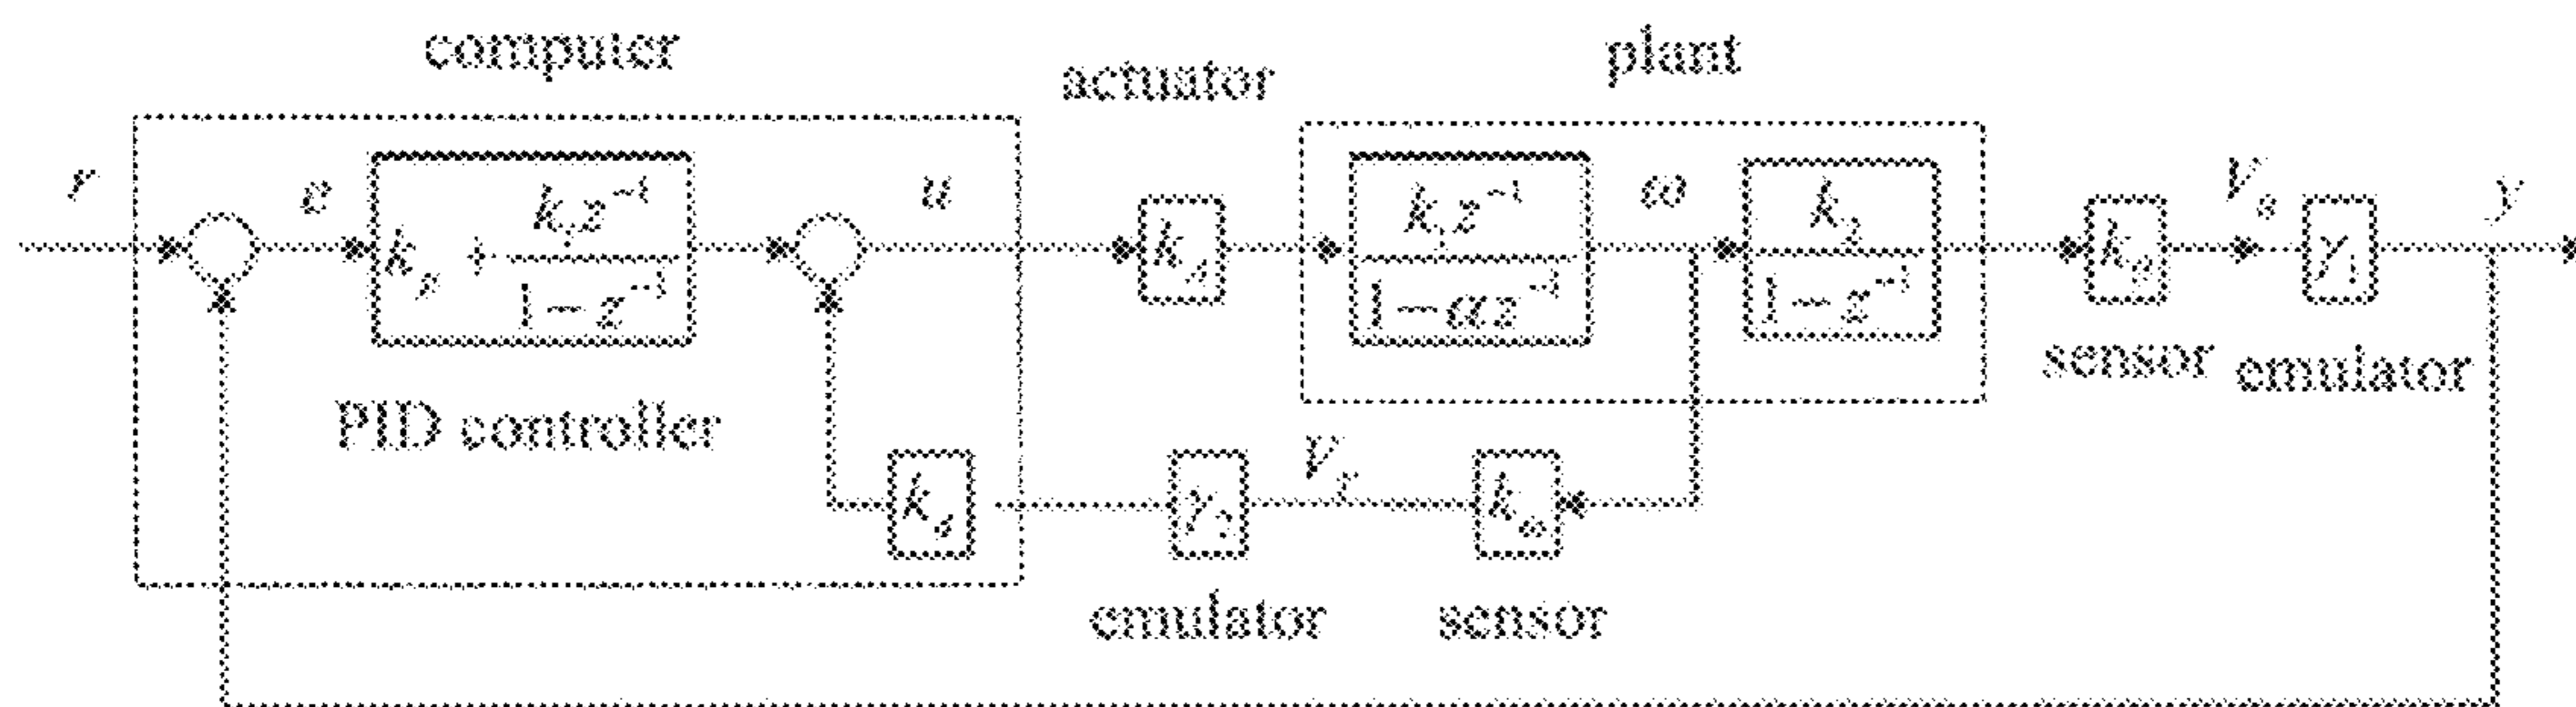 computer
actuator
plant
r
e
k_p + k_i z^{-1} / 1 - z^{-1}
u
k_A
k_1 z^{-1} / 1 - αz^{-1}
ω
k_2 / 1 - z^{-1}
k_θ
V_θ
γ_1
y
sensor
emulator
PID controller
k_d
γ_2
V_r
k_ω
emulator
sensor